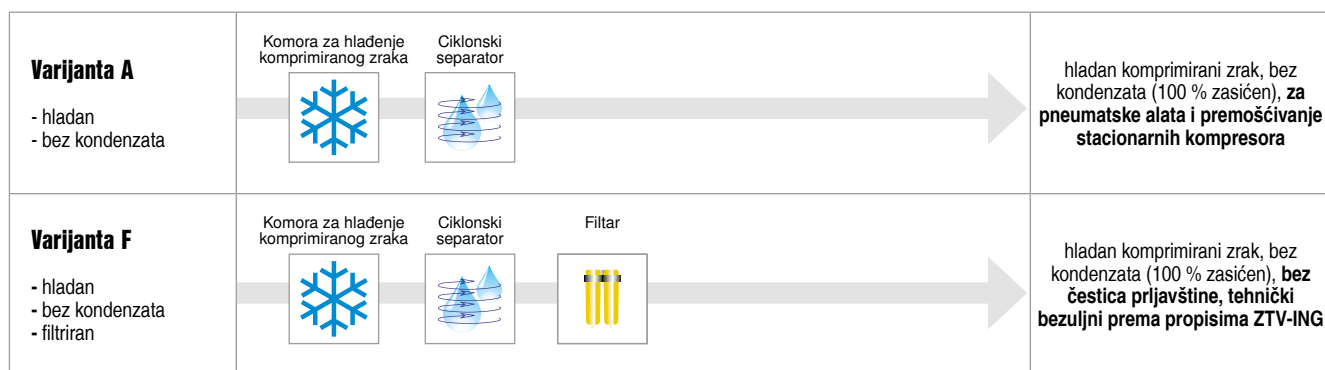 Varijanta A
- hladan
- bez kondenzata
Komora za hlađenje
komprimiranog zraka
Ciklonski
separator
hladan komprimirani zrak, bez
kondenzata (100 % zasićen), za
pneumatske alata i premošćivanje
stacionarnih kompresora
Varijanta F
- hladan
- bez kondenzata
- filtriran
Komora za hlađenje
komprimiranog zraka
Ciklonski
separator
Filtar
hladan komprimirani zrak, bez
kondenzata (100 % zasićen), bez
čestica prljavštine, tehnički
bezuljni prema propisima ZTV-ING